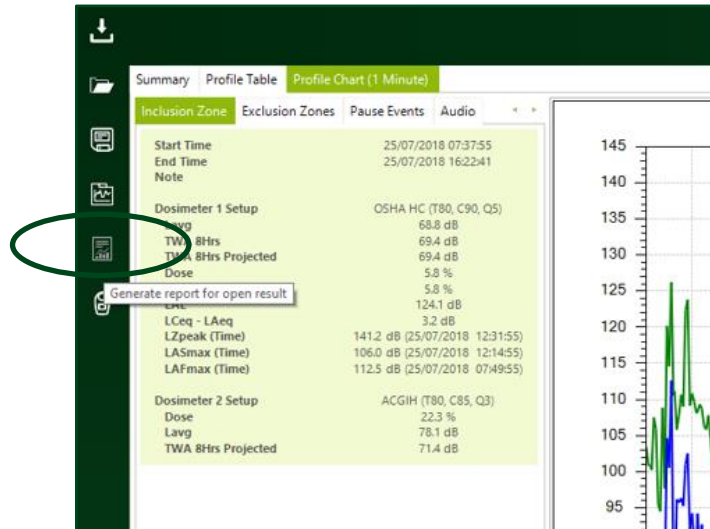 Summary Profile Table Profile Chart (1 Minute)
Inclusion Zone Exclusion Zones Pause Events Audio
Start Time 25/07/2018 07:37:55
End Time 25/07/2018 16:22:41
Note
Dosimeter 1 Setup OSHA HC (T80, C90, Q5)
Lavg 68.8 dB
TWA 8Hrs 69.4 dB
TWA 8Hrs Projected 69.4 dB
Dose 5.8 %
5.8 %
Generate report for open result
LAE 124.1 dB
LCeq - LAeq 3.2 dB
LZpeak (Time) 141.2 dB (25/07/2018 12:31:55)
LASmax (Time) 106.0 dB (25/07/2018 12:14:55)
LAFmax (Time) 112.5 dB (25/07/2018 07:49:55)
Dosimeter 2 Setup ACGIH (T80, C85, Q3)
Dose 22.3 %
Lavg 78.1 dB
TWA 8Hrs Projected 71.4 dB
145
140
135
130
125
120
115
110
105
100
95